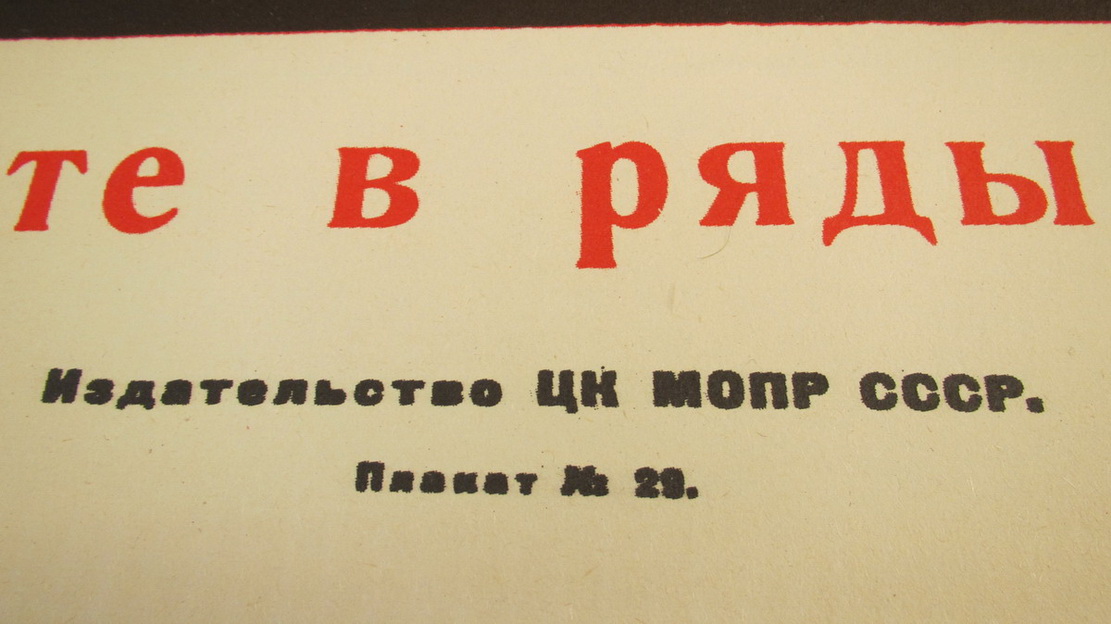 те в ряды
Издательство ЦК МОПР СССР.
Плакат № 29.